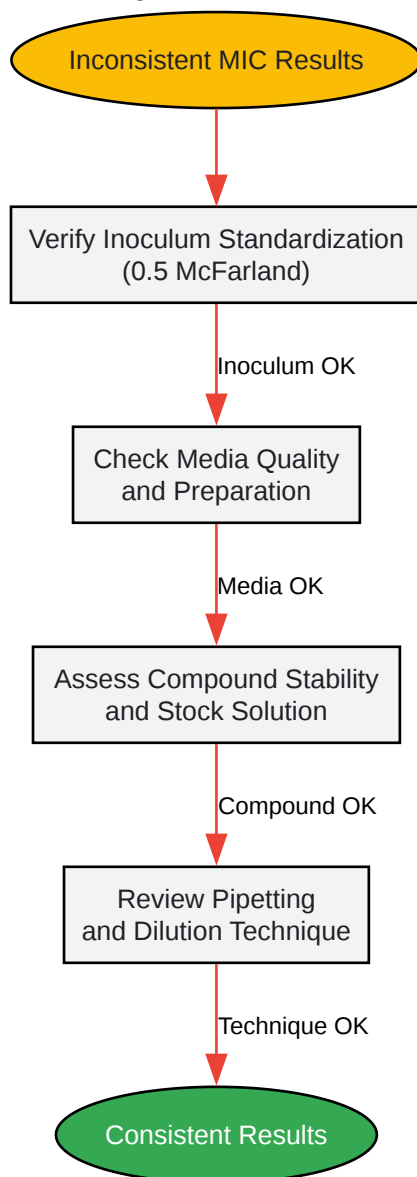 Inconsistent MIC Results
Verify Inoculum Standardization
(0.5 McFarland)
Inoculum OK
Check Media Quality
and Preparation
Media OK
Assess Compound Stability
and Stock Solution
Compound OK
Review Pipetting
and Dilution Technique
Technique OK
Consistent Results